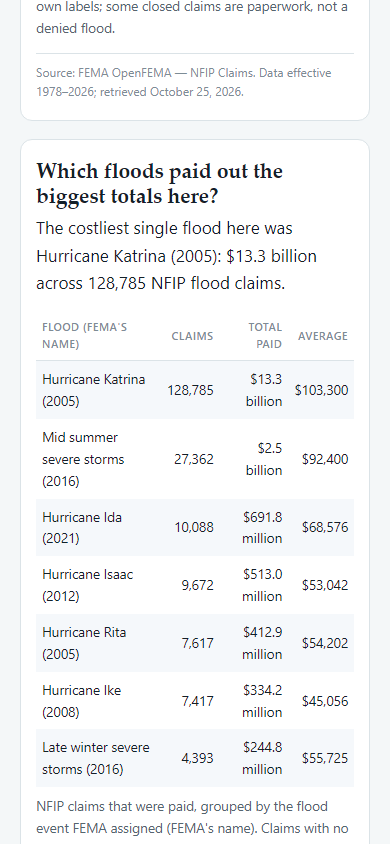 own labels; some closed claims are paperwork, not a
denied flood.
Source: FEMA OpenFEMA — NFIP Claims. Data effective
1978–2026; retrieved October 25, 2026.
Which floods paid out the
biggest totals here?
The costliest single flood here was
Hurricane Katrina (2005): $13.3 billion
across 128,785 NFIP flood claims.
FLOOD (FEMA'S NAME) CLAIMS TOTAL PAID AVERAGE
Hurricane Katrina (2005) 128,785 $13.3 billion $103,300
Mid summer severe storms (2016) 27,362 $2.5 billion $92,400
Hurricane Ida (2021) 10,088 $691.8 million $68,576
Hurricane Isaac (2012) 9,672 $513.0 million $53,042
Hurricane Rita (2005) 7,617 $412.9 million $54,202
Hurricane Ike (2008) 7,417 $334.2 million $45,056
Late winter severe storms (2016) 4,393 $244.8 million $55,725
NFIP claims that were paid, grouped by the flood
event FEMA assigned (FEMA's name). Claims with no